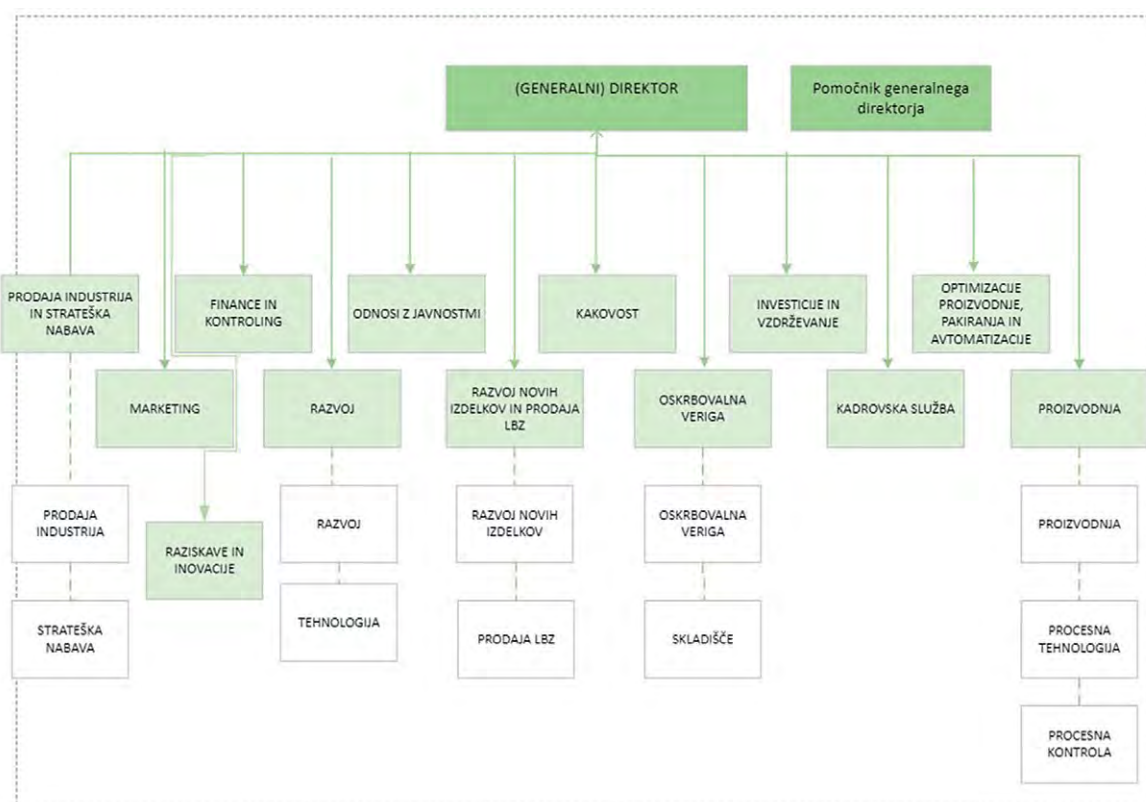 (GENERALNI) DIREKTOR
Pomočnik generalnega
direktorja
PRODAJA INDUSTRIJA
IN STRATEŠKA
NABAVA
FINANCE IN
KONTROLING
ODNOSI Z JAVNOSTMI
KAKOVOST
INVESTICIJE IN
VZDRŽEVANJE
OPTIMIZACIJE
PROIZVODNJE,
PAKIRANJA IN
AVTOMATIZACIJE
MARKETING
RAZVOJ
RAZVOJ NOVIH
IZDELKOV IN PRODAJA
LBZ
OSKRBOVALNA
VERIGA
KADROVSKA SLUŽBA
PROIZVODNJA
PRODAJA
INDUSTRIJA
RAZISKAVE IN
INOVACIJE
RAZVOJ
RAZVOJ NOVIH
IZDELKOV
OSKRBOVALNA
VERIGA
PROIZVODNJA
STRATEŠKA
NABAVA
TEHNOLOGIJA
PRODAJA LBZ
SKLADIŠČE
PROCESNA
TEHNOLOGIJA
PROCESNA
KONTROLA